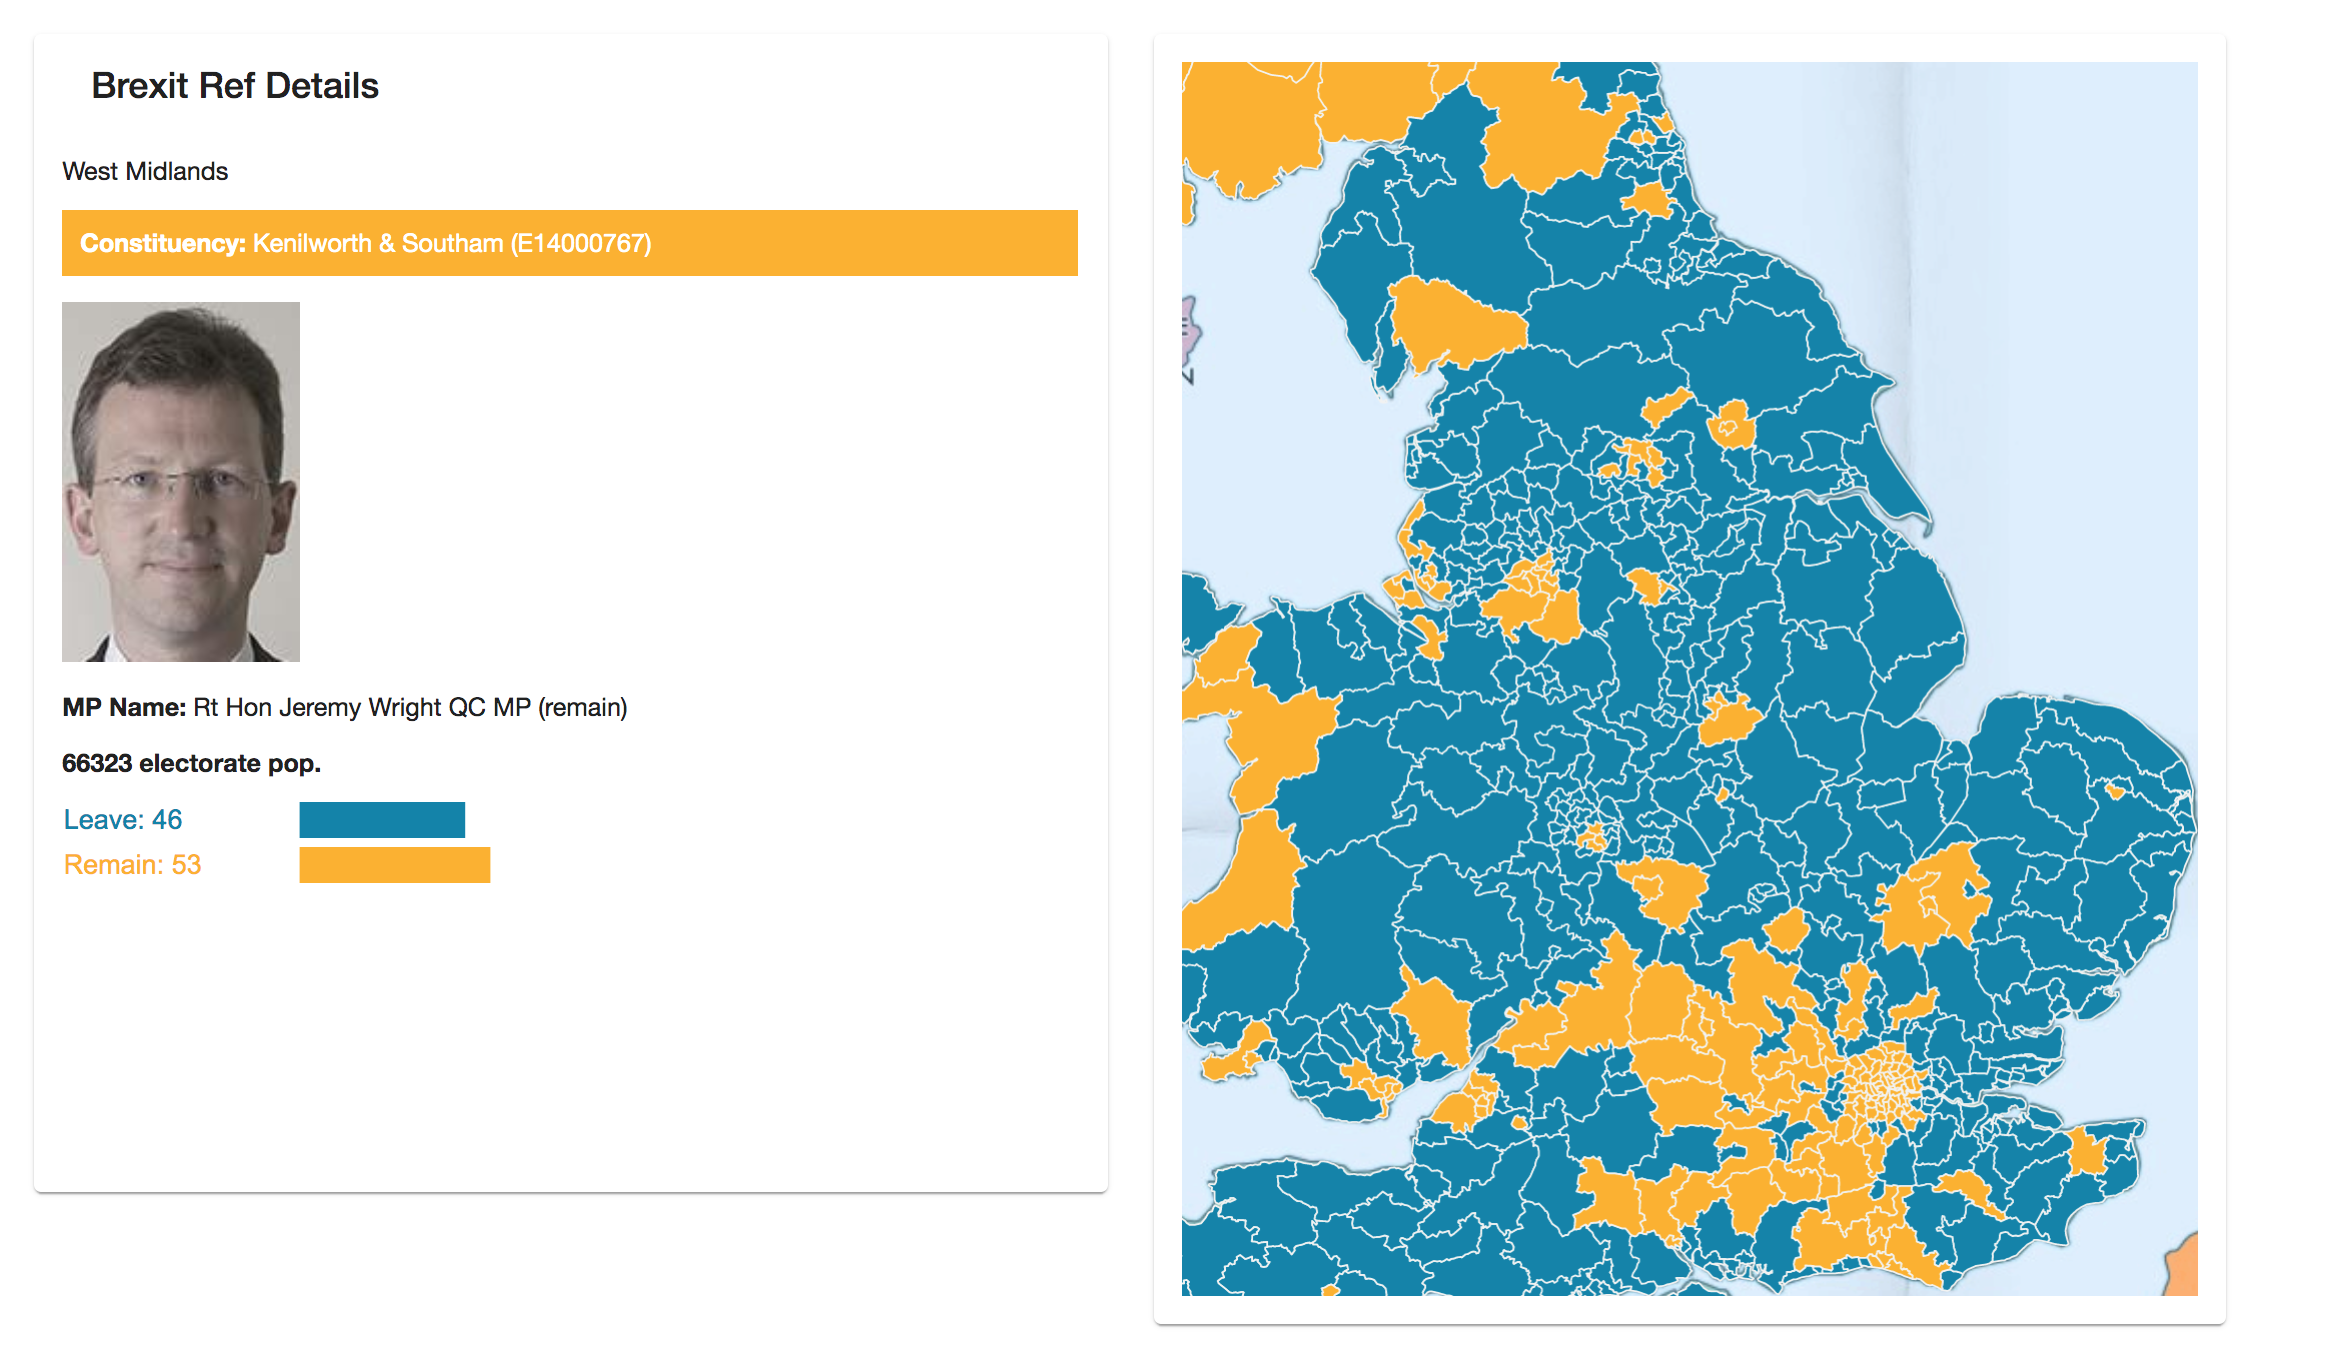 Brexit Ref Details
West Midlands
Constituency: Kenilworth & Southam (E14000767)
MP Name: Rt Hon Jeremy Wright QC MP (remain)
66323 electorate pop.
Leave: 46
Remain: 53